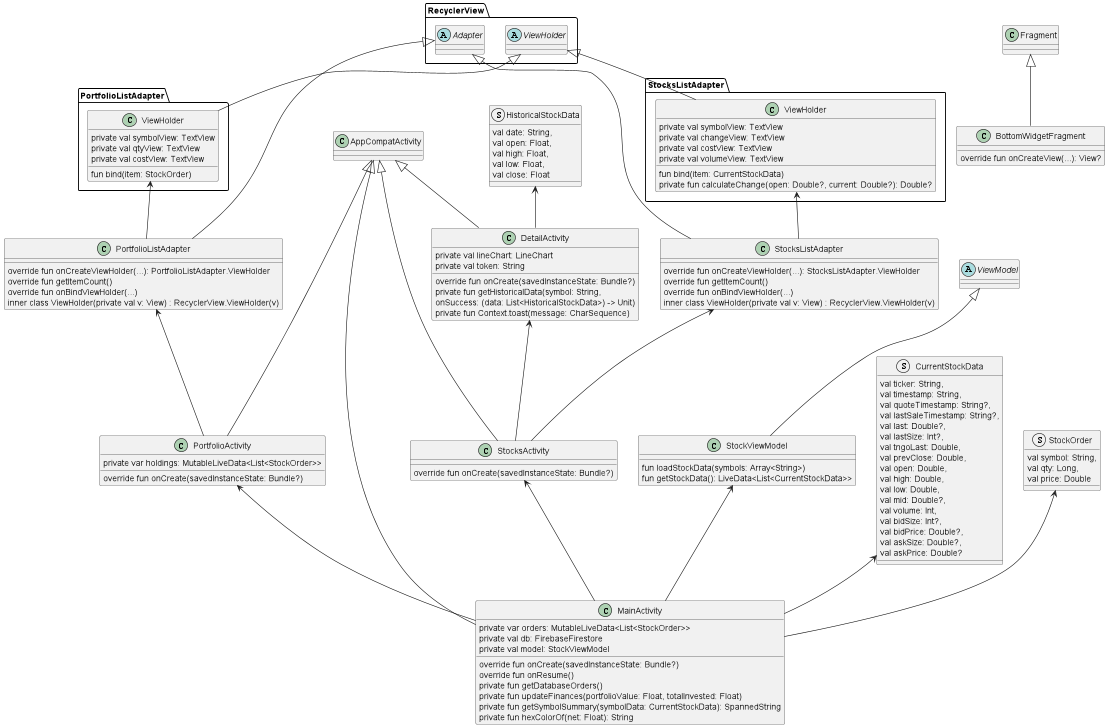 RecyclerView
A Adapter
A ViewHolder
C Fragment
PortfolioListAdapter
C ViewHolder
private val symbolView: TextView
private val qtyView: TextView
private val costView: TextView
fun bind(item: StockOrder)
C AppCompatActivity
S HistoricalStockData
val date: String,
val open: Float,
val high: Float,
val low: Float,
val close: Float
StocksListAdapter
C ViewHolder
private val symbolView: TextView
private val changeView: TextView
private val costView: TextView
private val volumeView: TextView
fun bind(item: CurrentStockData)
private fun calculateChange(open: Double?, current: Double?): Double?
C BottomWidgetFragment
override fun onCreateView(...): View?
C PortfolioListAdapter
override fun onCreateViewHolder(...): PortfolioListAdapter.ViewHolder
override fun getItemCount()
override fun onBindViewHolder(...)
inner class ViewHolder(private val v: View) : RecyclerView.ViewHolder(v)
C DetailActivity
private val lineChart: LineChart
private val token: String
override fun onCreate(savedInstanceState: Bundle?)
private fun getHistoricalData(symbol: String,
onSuccess: (data: List<HistoricalStockData>) -> Unit)
private fun Context.toast(message: CharSequence)
C StocksListAdapter
override fun onCreateViewHolder(...): StocksListAdapter.ViewHolder
override fun getItemCount()
override fun onBindViewHolder(...)
inner class ViewHolder(private val v: View) : RecyclerView.ViewHolder(v)
A ViewModel
C PortfolioActivity
private var holdings: MutableLiveData<List<StockOrder>>
override fun onCreate(savedInstanceState: Bundle?)
C StocksActivity
override fun onCreate(savedInstanceState: Bundle?)
C StockViewModel
fun loadStockData(symbols: Array<String>)
fun getStockData(): LiveData<List<CurrentStockData>>
S CurrentStockData
val ticker: String,
val timestamp: String,
val quoteTimestamp: String?,
val lastSaleTimestamp: String?,
val last: Double?,
val lastSize: Int?,
val tngoLast: Double,
val prevClose: Double,
val open: Double,
val high: Double,
val low: Double,
val mid: Double?,
val volume: Int,
val bidSize: Int?,
val bidPrice: Double?,
val askSize: Double?,
val askPrice: Double?
S StockOrder
val symbol: String,
val qty: Long,
val price: Double
C MainActivity
private var orders: MutableLiveData<List<StockOrder>>
private val db: FirebaseFirestore
private val model: StockViewModel
override fun onCreate(savedInstanceState: Bundle?)
override fun onResume()
private fun getDatabaseOrders()
private fun updateFinances(portfolioValue: Float, totalInvested: Float)
private fun getSymbolSummary(symbolData: CurrentStockData): SpannedString
private fun hexColorOf(net: Float): String